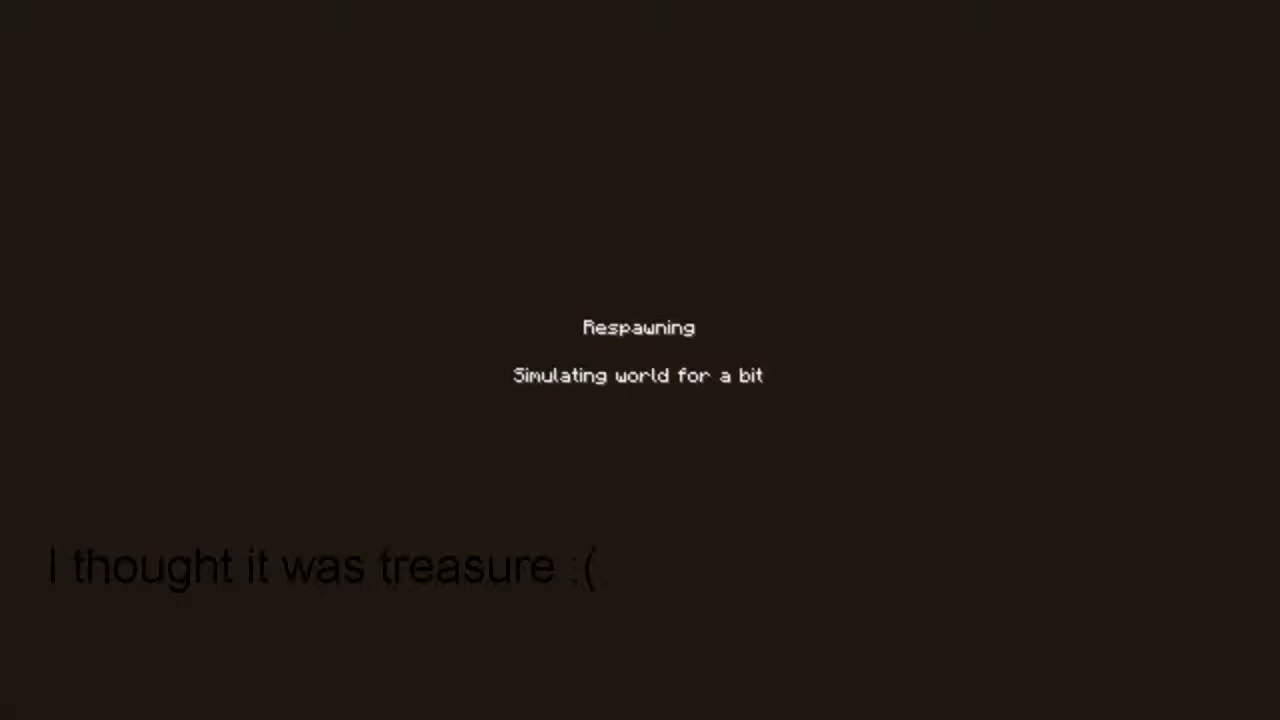 Respawning
Simulating world for a bit
I thought it was treasure :(